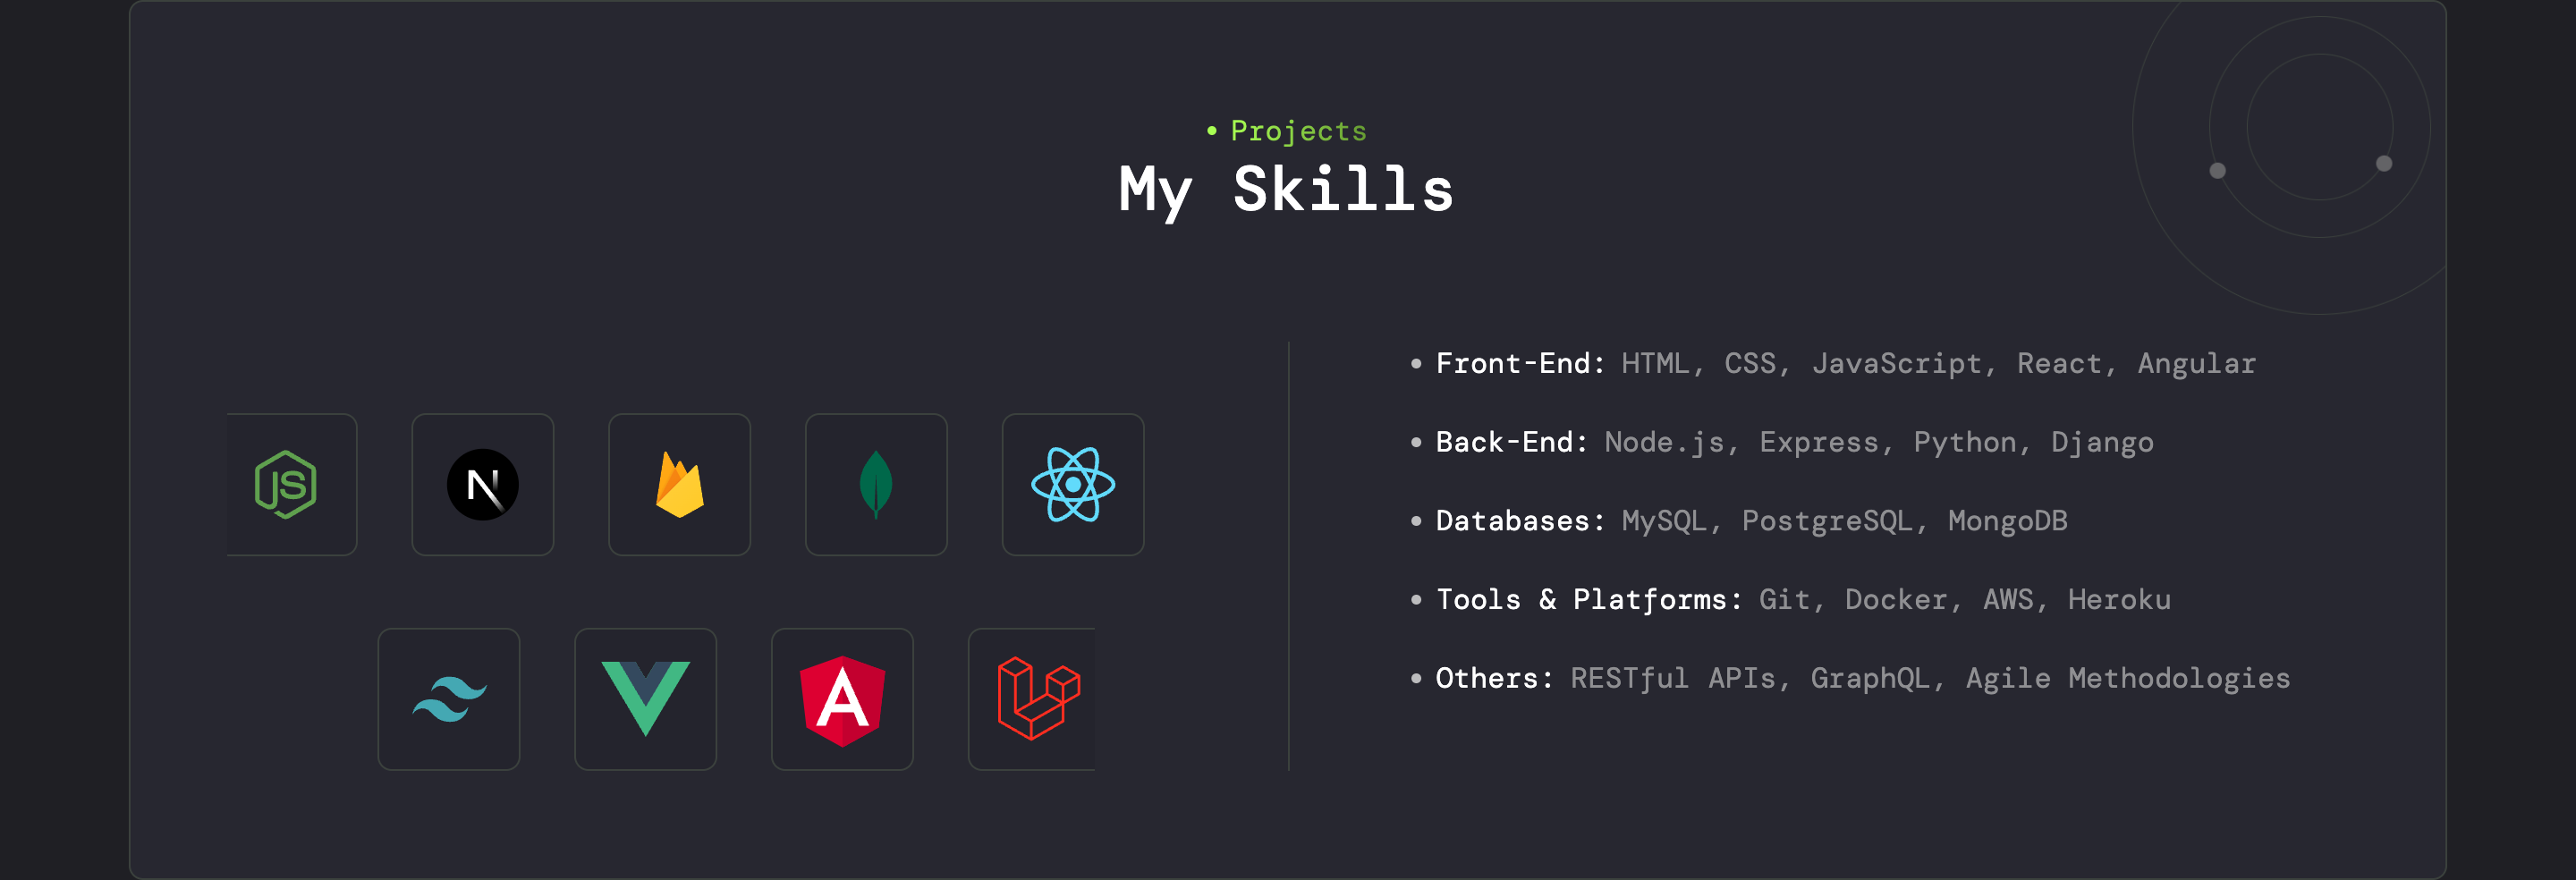 • Projects
My Skills
JS
N
A
• Front-End: HTML, CSS, JavaScript, React, Angular
• Back-End: Node.js, Express, Python, Django
• Databases: MySQL, PostgreSQL, MongoDB
• Tools & Platforms: Git, Docker, AWS, Heroku
• Others: RESTful APIs, GraphQL, Agile Methodologies